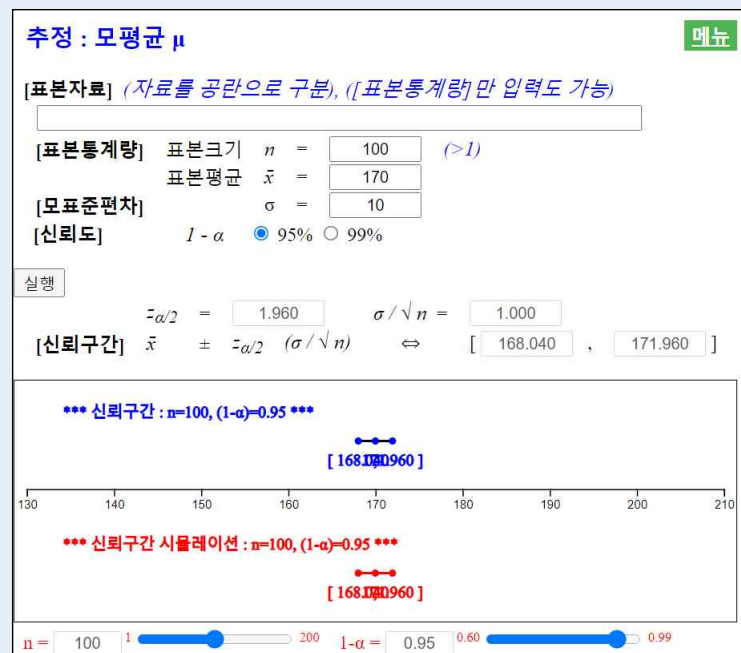 추정 : 모평균 μ
메뉴
[표본자료] (자료를 공란으로 구분), ([표본통계량]만 입력도 가능)
[표본통계량] 표본크기 n = 100 (>1)
표본평균 x̄ = 170
[모표준편차] σ = 10
[신뢰도] 1 - α 95% 99%
실행
zα/2 = 1.960 σ / √ n = 1.000
[신뢰구간] x̄ ± zα/2 (σ / √ n) ⇔ [ 168.040 , 171.960 ]
*** 신뢰구간 : n=100, (1-α)=0.95 ***
130 140 150 160 170 180 190 200 210
*** 신뢰구간 시뮬레이션 : n=100, (1-α)=0.95 ***
n = 100 1 200 1-α = 0.95 0.60 0.99